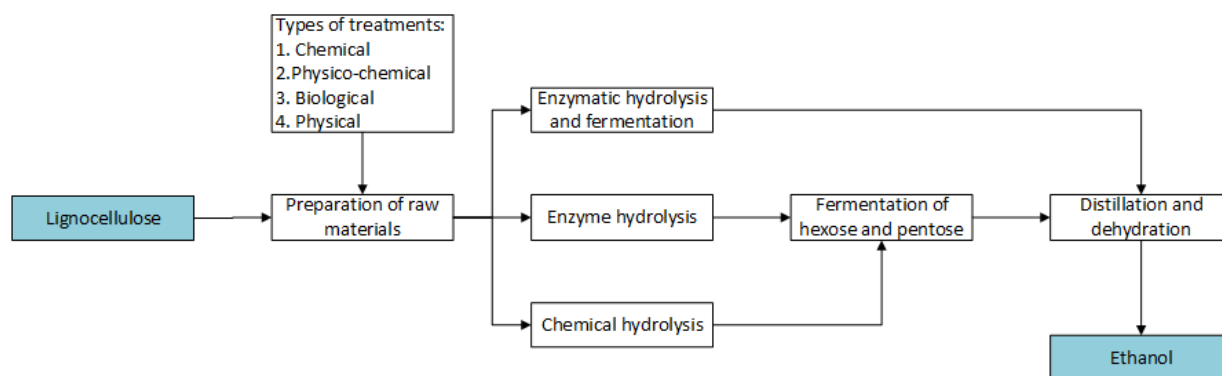 Types of treatments:
1. Chemical
2.Physico-chemical
3. Biological
4. Physical
Enzymatic hydrolysis
and fermentation
Lignocellulose
Preparation of raw
materials
Enzyme hydrolysis
Fermentation of
hexose and pentose
Distillation and
dehydration
Chemical hydrolysis
Ethanol